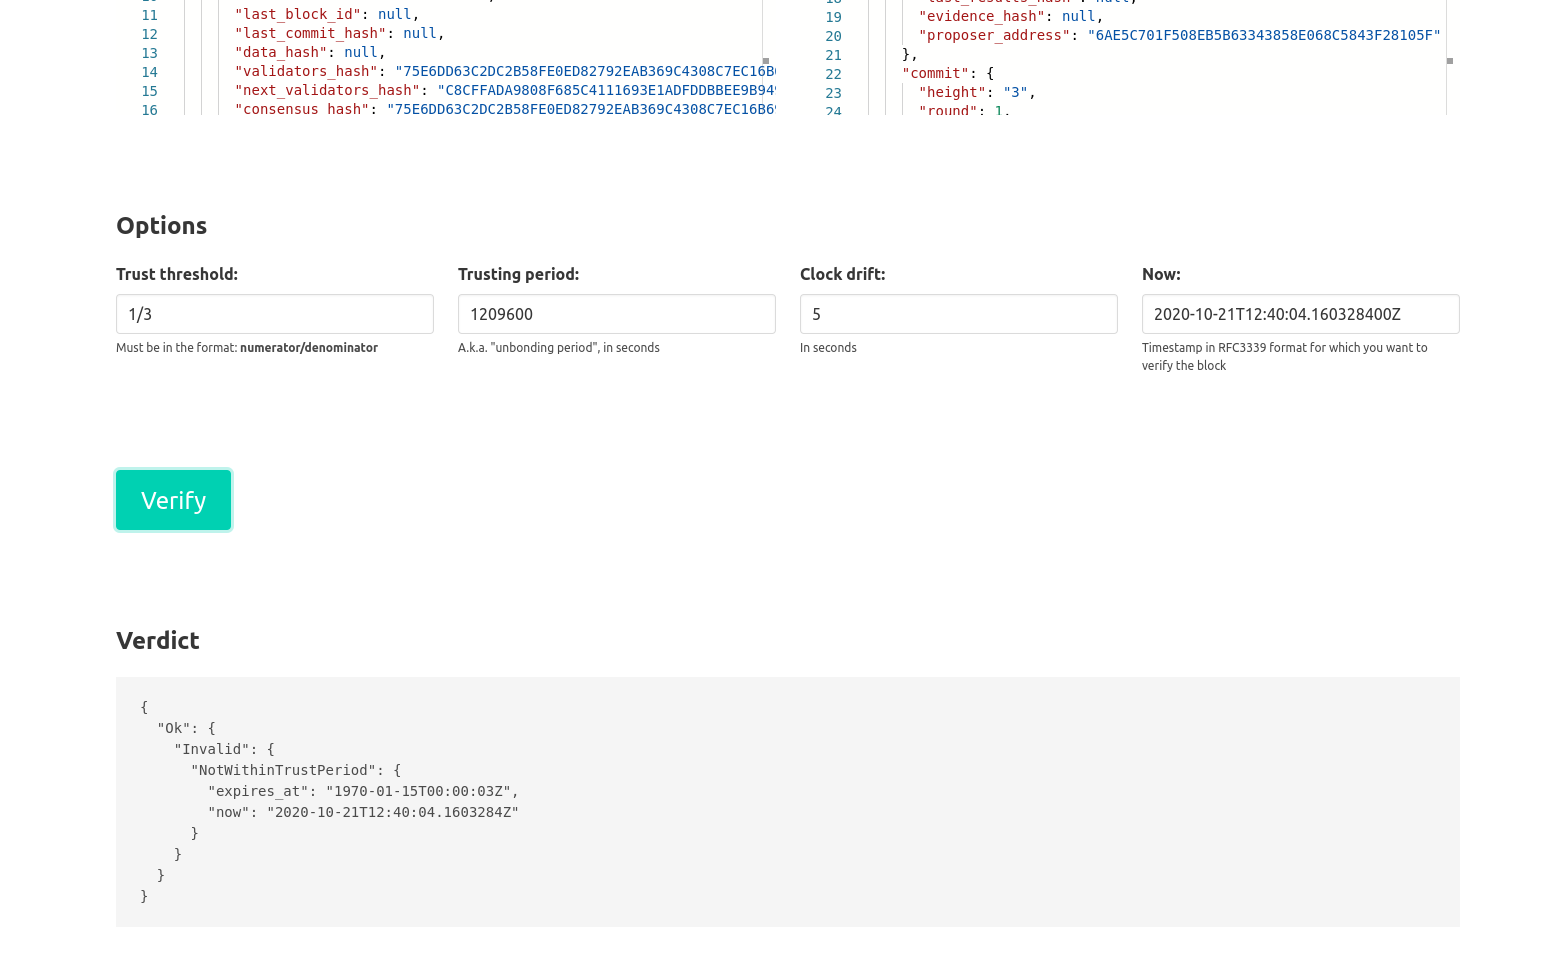 11 "last_block_id": null,
12 "last_commit_hash": null,
13 "data_hash": null,
14 "validators_hash": "75E6DD63C2DC2B58FE0ED82792EAB369C4308C7EC16B
15 "next_validators_hash": "C8CFFADA9808F685C4111693E1ADFDDBBEE9B94
16 "consensus_hash": "75E6DD63C2DC2B58FE0ED82792EAB369C4308C7EC16B6
18 "last_results_hash": null,
19 "evidence_hash": null,
20 "proposer_address": "6AE5C701F508EB5B63343858E068C5843F28105F"
21 },
22 "commit": {
23 "height": "3",
24 "round": 1,
Options
Trust threshold:
1/3
Must be in the format: numerator/denominator
Trusting period:
1209600
A.k.a. "unbonding period", in seconds
Clock drift:
5
In seconds
Now:
2020-10-21T12:40:04.160328400Z
Timestamp in RFC3339 format for which you want to
verify the block
Verify
Verdict
{
"Ok": {
"Invalid": {
"NotWithinTrustPeriod": {
"expires_at": "1970-01-15T00:00:03Z",
"now": "2020-10-21T12:40:04.1603284Z"
}
}
}
}